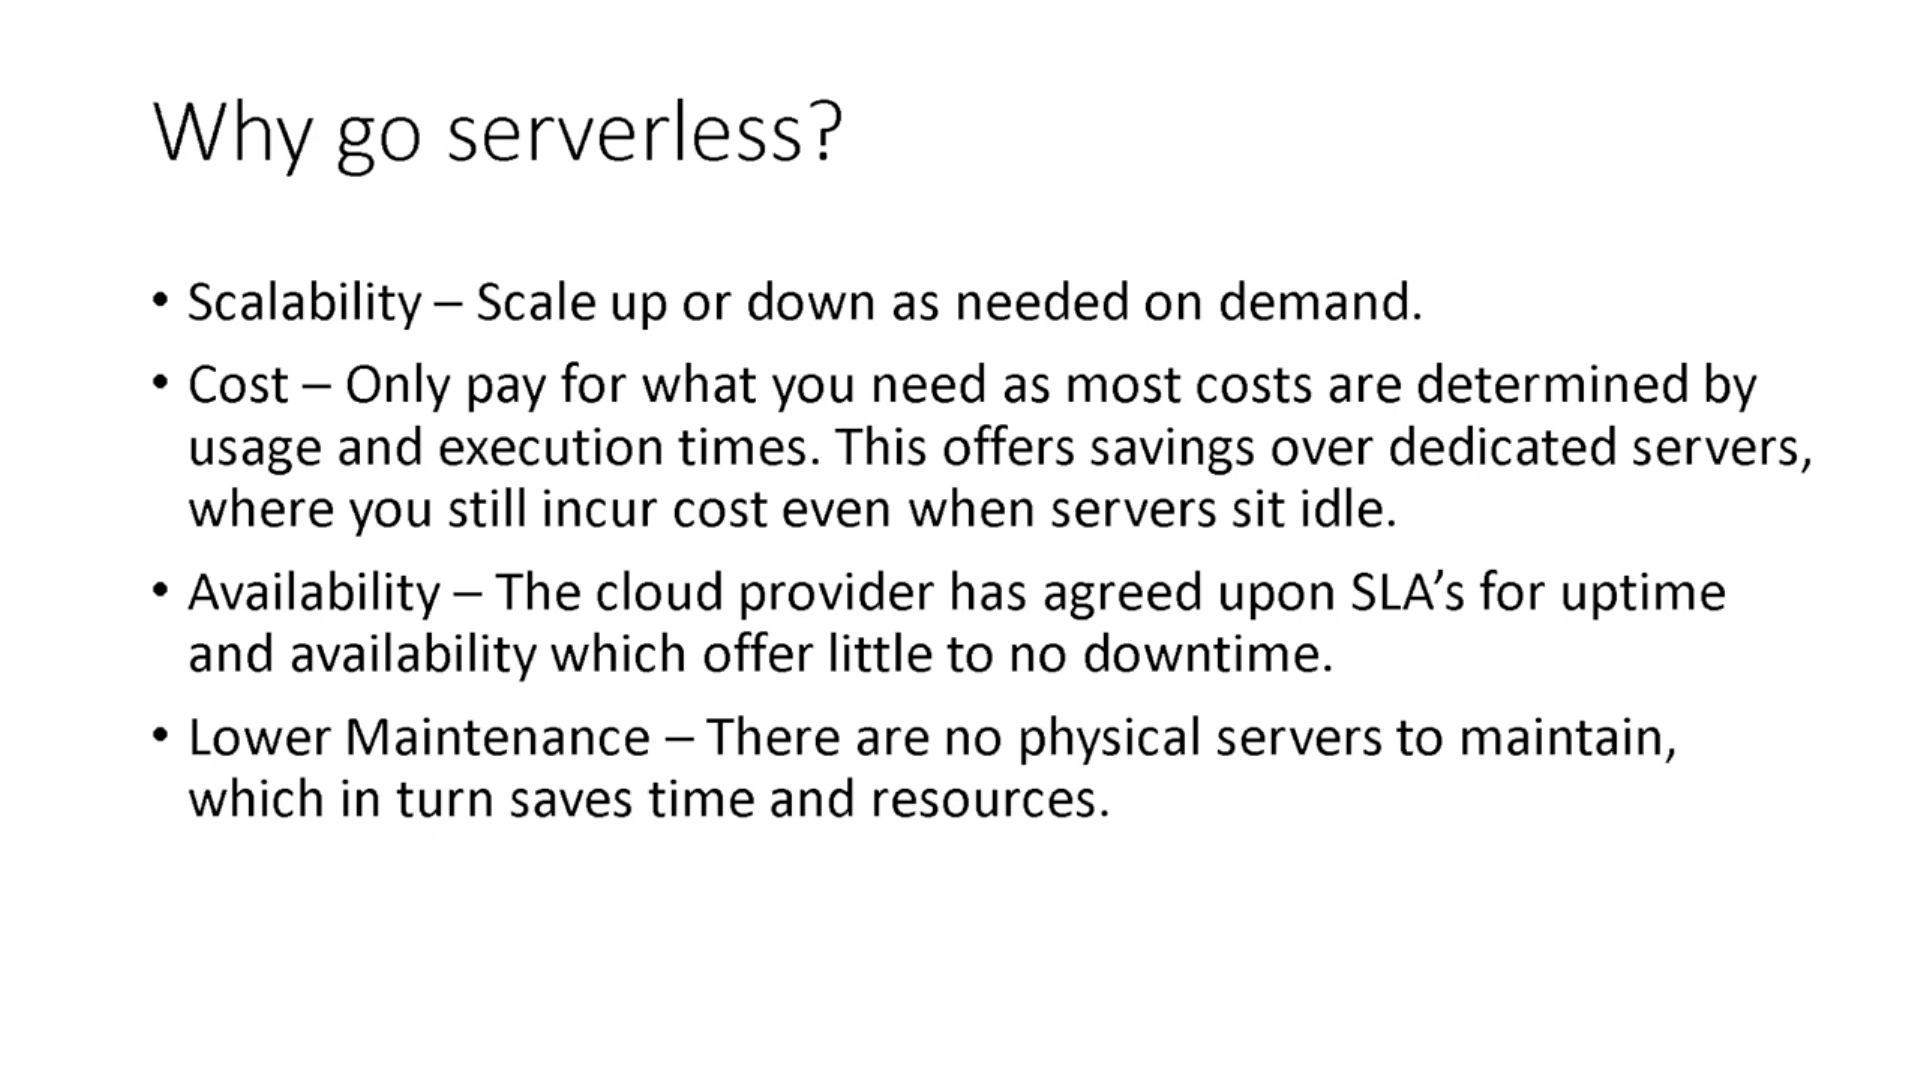 Why go serverless?
• Scalability – Scale up or down as needed on demand.
• Cost – Only pay for what you need as most costs are determined by
usage and execution times. This offers savings over dedicated servers,
where you still incur cost even when servers sit idle.
• Availability – The cloud provider has agreed upon SLA’s for uptime
and availability which offer little to no downtime.
• Lower Maintenance – There are no physical servers to maintain,
which in turn saves time and resources.